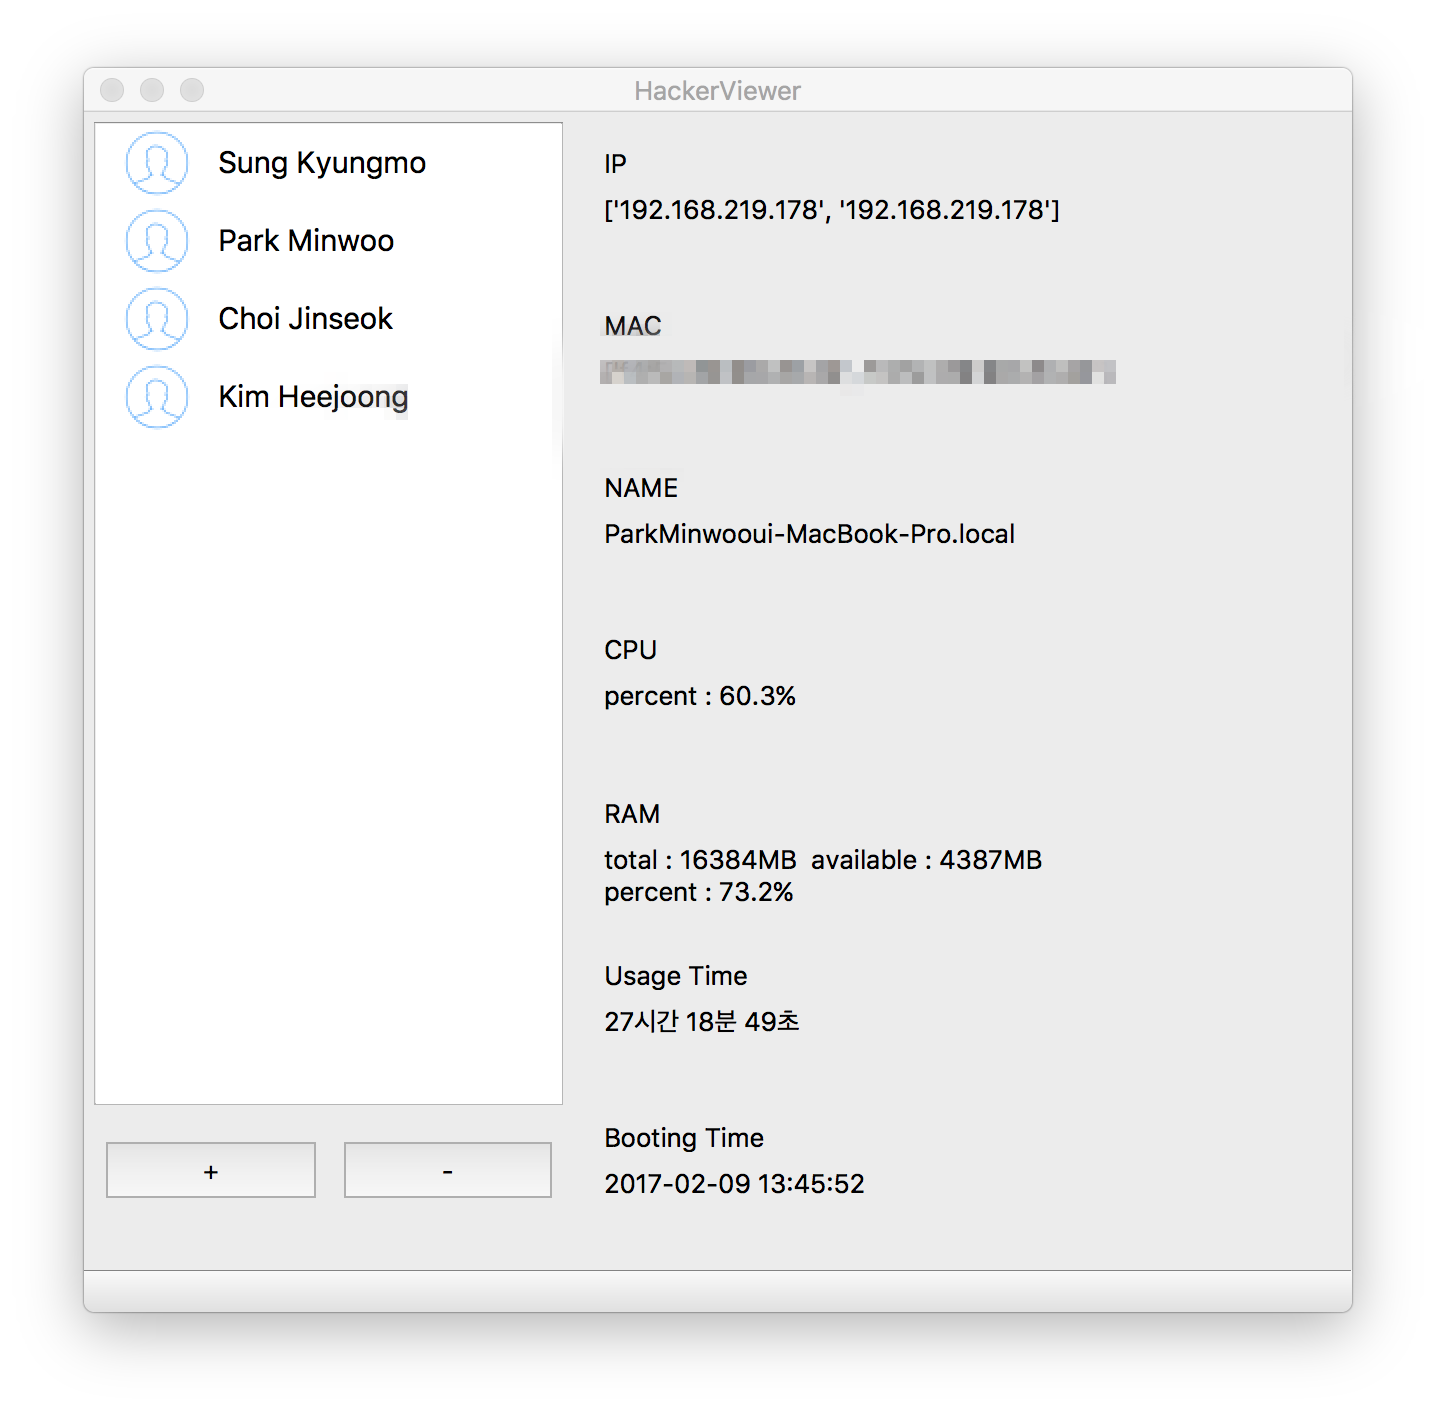 HackerViewer
Sung Kyungmo
Park Minwoo
Choi Jinseok
Kim Heejoong
+
-
IP
['192.168.219.178', '192.168.219.178']
MAC
NAME
ParkMinwooui-MacBook-Pro.local
CPU
percent : 60.3%
RAM
total : 16384MB  available : 4387MB
percent : 73.2%
Usage Time
27시간 18분 49초
Booting Time
2017-02-09 13:45:52